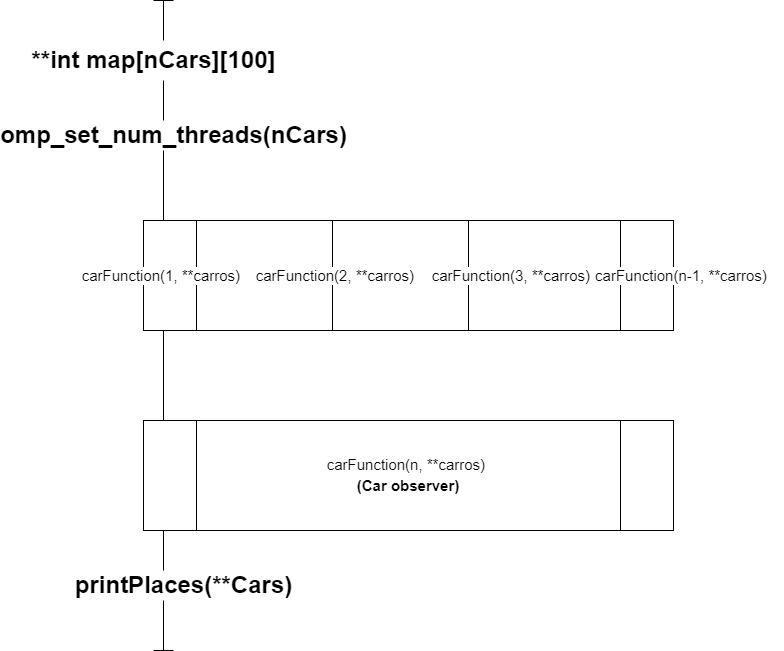 **int map[nCars][100]
omp_set_num_threads(nCars)
carFunction(1, **carros)
carFunction(2, **carros)
carFunction(3, **carros)
carFunction(n-1, **carros)
carFunction(n, **carros)
(Car observer)
printPlaces(**Cars)